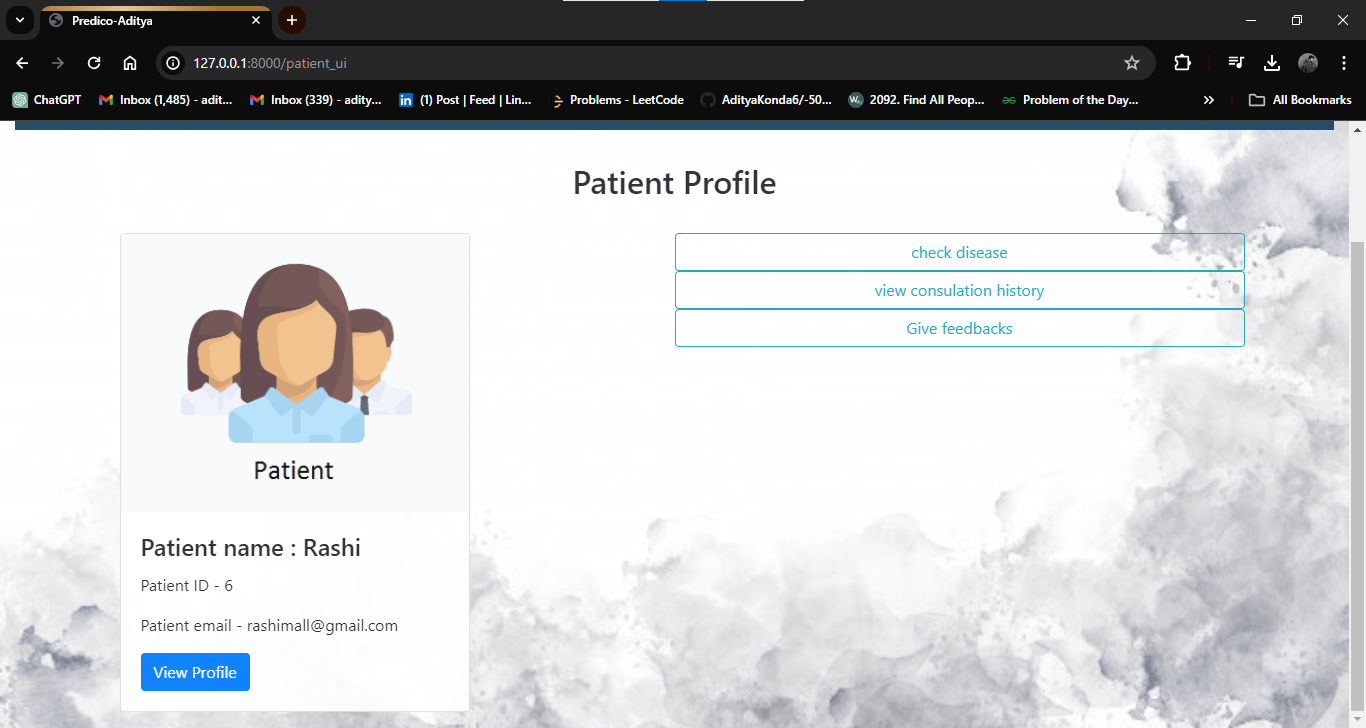 Predico-Aditya
127.0.0.1:8000/patient_ui
ChatGPT
Inbox (1,485) - adit...
Inbox (339) - adity...
(1) Post | Feed | Lin...
Problems - LeetCode
AdityaKonda6/-50...
2092. Find All Peop...
Problem of the Day...
All Bookmarks
Patient Profile
Patient
check disease
view consulation history
Give feedbacks
Patient name : Rashi
Patient ID - 6
Patient email - rashimall@gmail.com
View Profile